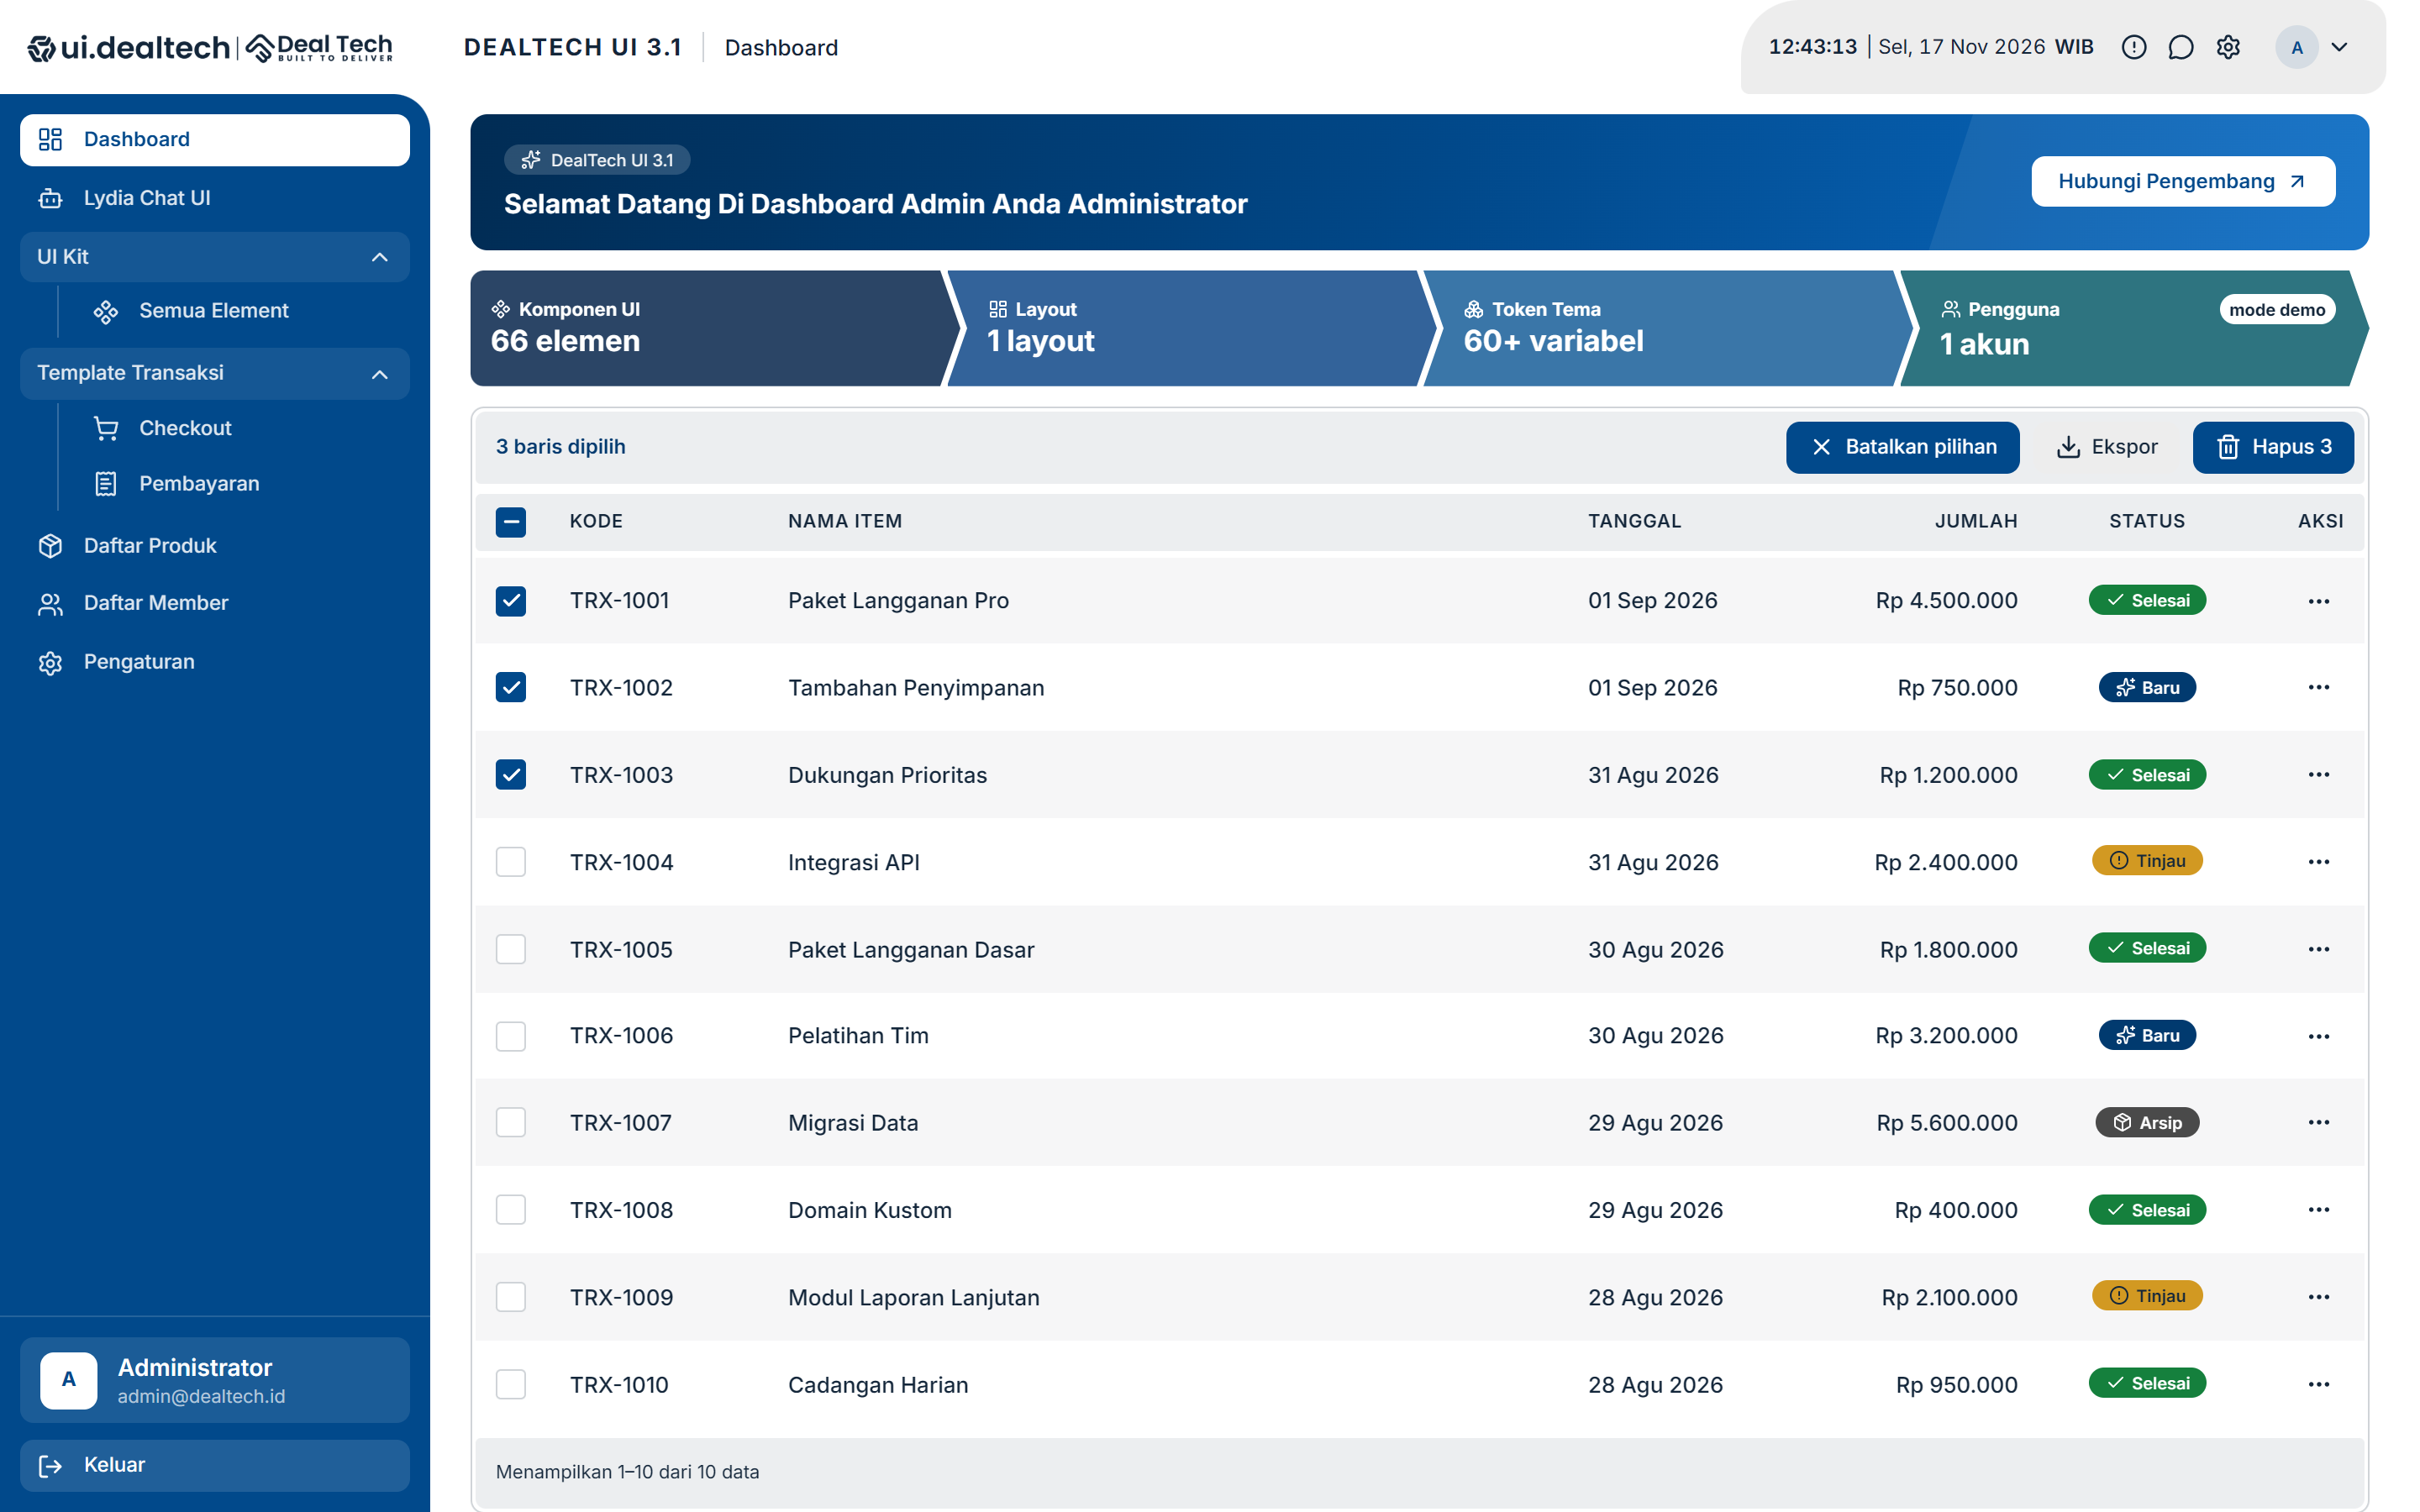 ui.dealtech | Deal Tech
BUILT TO DELIVER
DEALTECH UI 3.1 | Dashboard
12:43:13 | Sel, 17 Nov 2026 WIB
A
Dashboard
Lydia Chat UI
UI Kit
Semua Element
Template Transaksi
Checkout
Pembayaran
Daftar Produk
Daftar Member
Pengaturan
Administrator
A
admin@dealtech.id
Keluar
DealTech UI 3.1
Selamat Datang Di Dashboard Admin Anda Administrator
Hubungi Pengembang
Komponen UI
66 elemen
Layout
1 layout
Token Tema
60+ variabel
Pengguna
mode demo
1 akun
3 baris dipilih
Batalkan pilihan
Ekspor
Hapus 3
KODE NAMA ITEM TANGGAL JUMLAH STATUS AKSI
TRX-1001 Paket Langganan Pro 01 Sep 2026 Rp 4.500.000 Selesai
TRX-1002 Tambahan Penyimpanan 01 Sep 2026 Rp 750.000 Baru
TRX-1003 Dukungan Prioritas 31 Agu 2026 Rp 1.200.000 Selesai
TRX-1004 Integrasi API 31 Agu 2026 Rp 2.400.000 Tinjau
TRX-1005 Paket Langganan Dasar 30 Agu 2026 Rp 1.800.000 Selesai
TRX-1006 Pelatihan Tim 30 Agu 2026 Rp 3.200.000 Baru
TRX-1007 Migrasi Data 29 Agu 2026 Rp 5.600.000 Arsip
TRX-1008 Domain Kustom 29 Agu 2026 Rp 400.000 Selesai
TRX-1009 Modul Laporan Lanjutan 28 Agu 2026 Rp 2.100.000 Tinjau
TRX-1010 Cadangan Harian 28 Agu 2026 Rp 950.000 Selesai
Menampilkan 1–10 dari 10 data